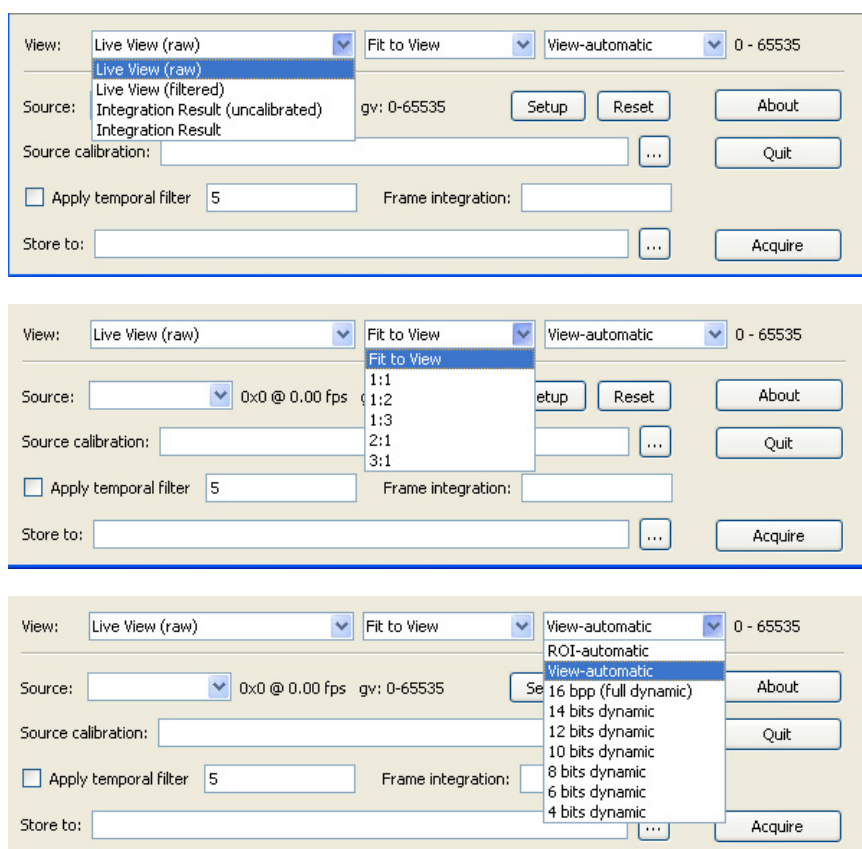 View: Live View (raw) Fit to View View-automatic 0 - 65535
Live View (raw)
Live View (filtered)
Integration Result (uncalibrated)
Integration Result
Source: gv: 0-65535 Setup Reset About
Source calibration: ... Quit
Apply temporal filter 5 Frame integration:
Store to: ... Acquire
View: Live View (raw) Fit to View View-automatic 0 - 65535
Fit to View
1:1
1:2
1:3
2:1
3:1
Source: 0x0 @ 0.00 fps etup Reset About
Source calibration: ... Quit
Apply temporal filter 5 Frame integration:
Store to: ... Acquire
View: Live View (raw) Fit to View View-automatic 0 - 65535
ROI-automatic
View-automatic
16 bpp (full dynamic)
14 bits dynamic
12 bits dynamic
10 bits dynamic
8 bits dynamic
6 bits dynamic
4 bits dynamic
Source: 0x0 @ 0.00 fps gv: 0-65535 Se About
Source calibration: Quit
Apply temporal filter 5 Frame integration:
Store to: ... Acquire